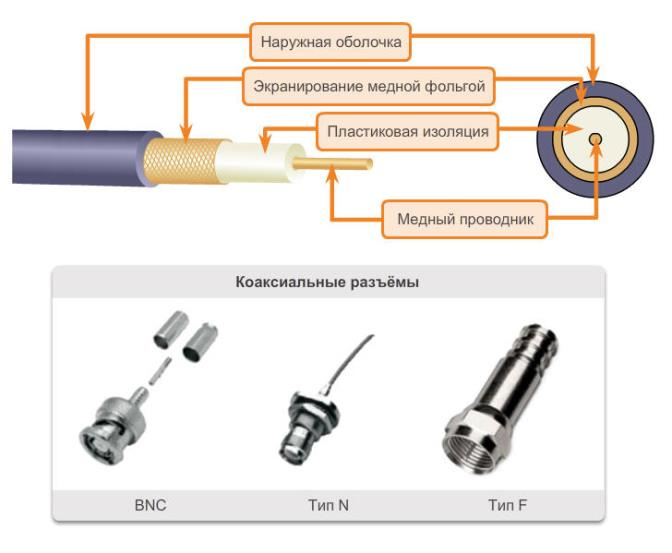 Наружная оболочка
Экранирование медной фольгой
Пластиковая изоляция
Медный проводник
Коаксиальные разъёмы
BNC
Тип N
Тип F